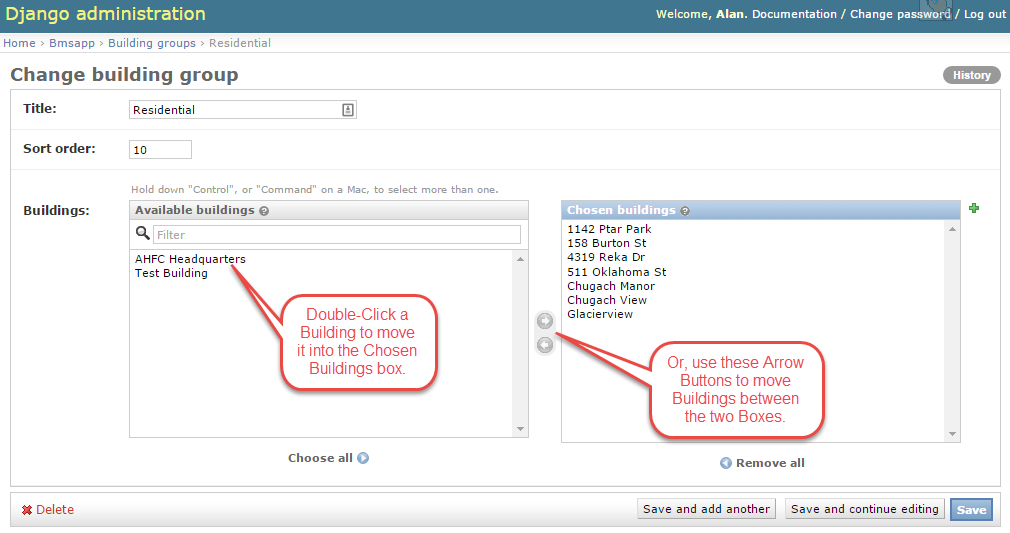 Django administration
Welcome, Alan. Documentation / Change password / Log out
Home › Bmsapp › Building groups › Residential
Change building group
History
Title:
Residential
Sort order:
10
Hold down "Control", or "Command" on a Mac, to select more than one.
Buildings:
Available buildings
Filter
AHFC Headquarters
Test Building
Double-Click a
Building to move
it into the Chosen
Buildings box.
Choose all
Chosen buildings
1142 Ptar Park
158 Burton St
4319 Reka Dr
511 Oklahoma St
Chugach Manor
Chugach View
Glacierview
Or, use these Arrow
Buttons to move
Buildings between
the two Boxes.
Remove all
Delete
Save and add another
Save and continue editing
Save